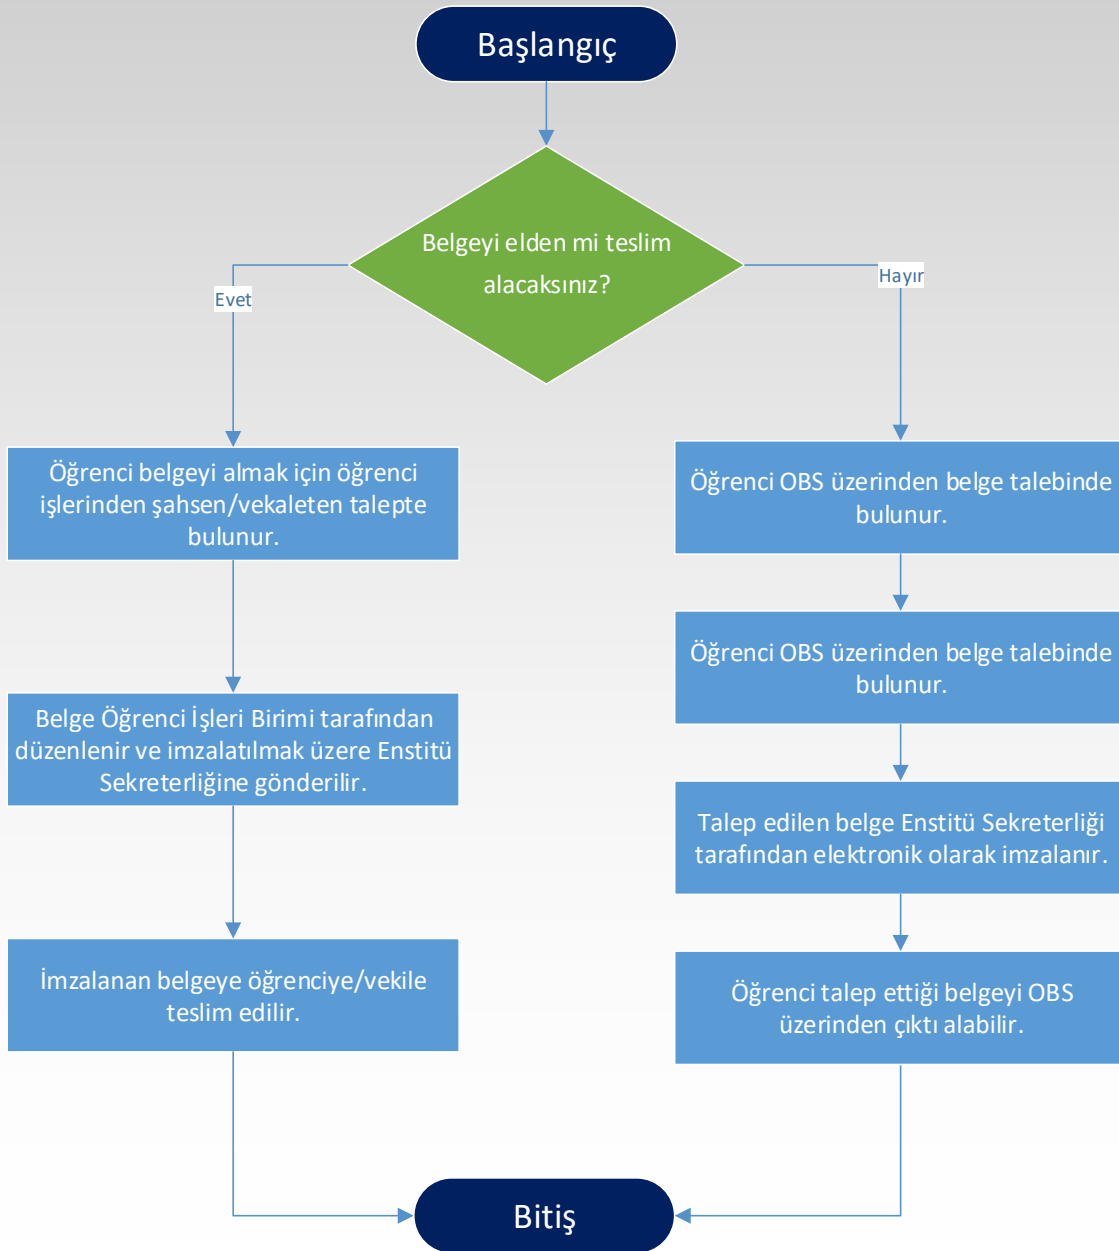 Başlangıç
Belgeyi elden mi teslim
alacaksınız?
Evet
Hayır
Öğrenci belgeyi almak için öğrenci
işlerinden şahsen/vekaleten talepte
bulunur.
Belge Öğrenci İşleri Birimi tarafından
düzenlenir ve imzalatılmak üzere Enstitü
Sekreterliğine gönderilir.
İmzalanan belgeye öğrenciye/vekile
teslim edilir.
Öğrenci OBS üzerinden belge talebinde
bulunur.
Öğrenci OBS üzerinden belge talebinde
bulunur.
Talep edilen belge Enstitü Sekreterliği
tarafından elektronik olarak imzalanır.
Öğrenci talep ettiği belgeyi OBS
üzerinden çıktı alabilir.
Bitiş